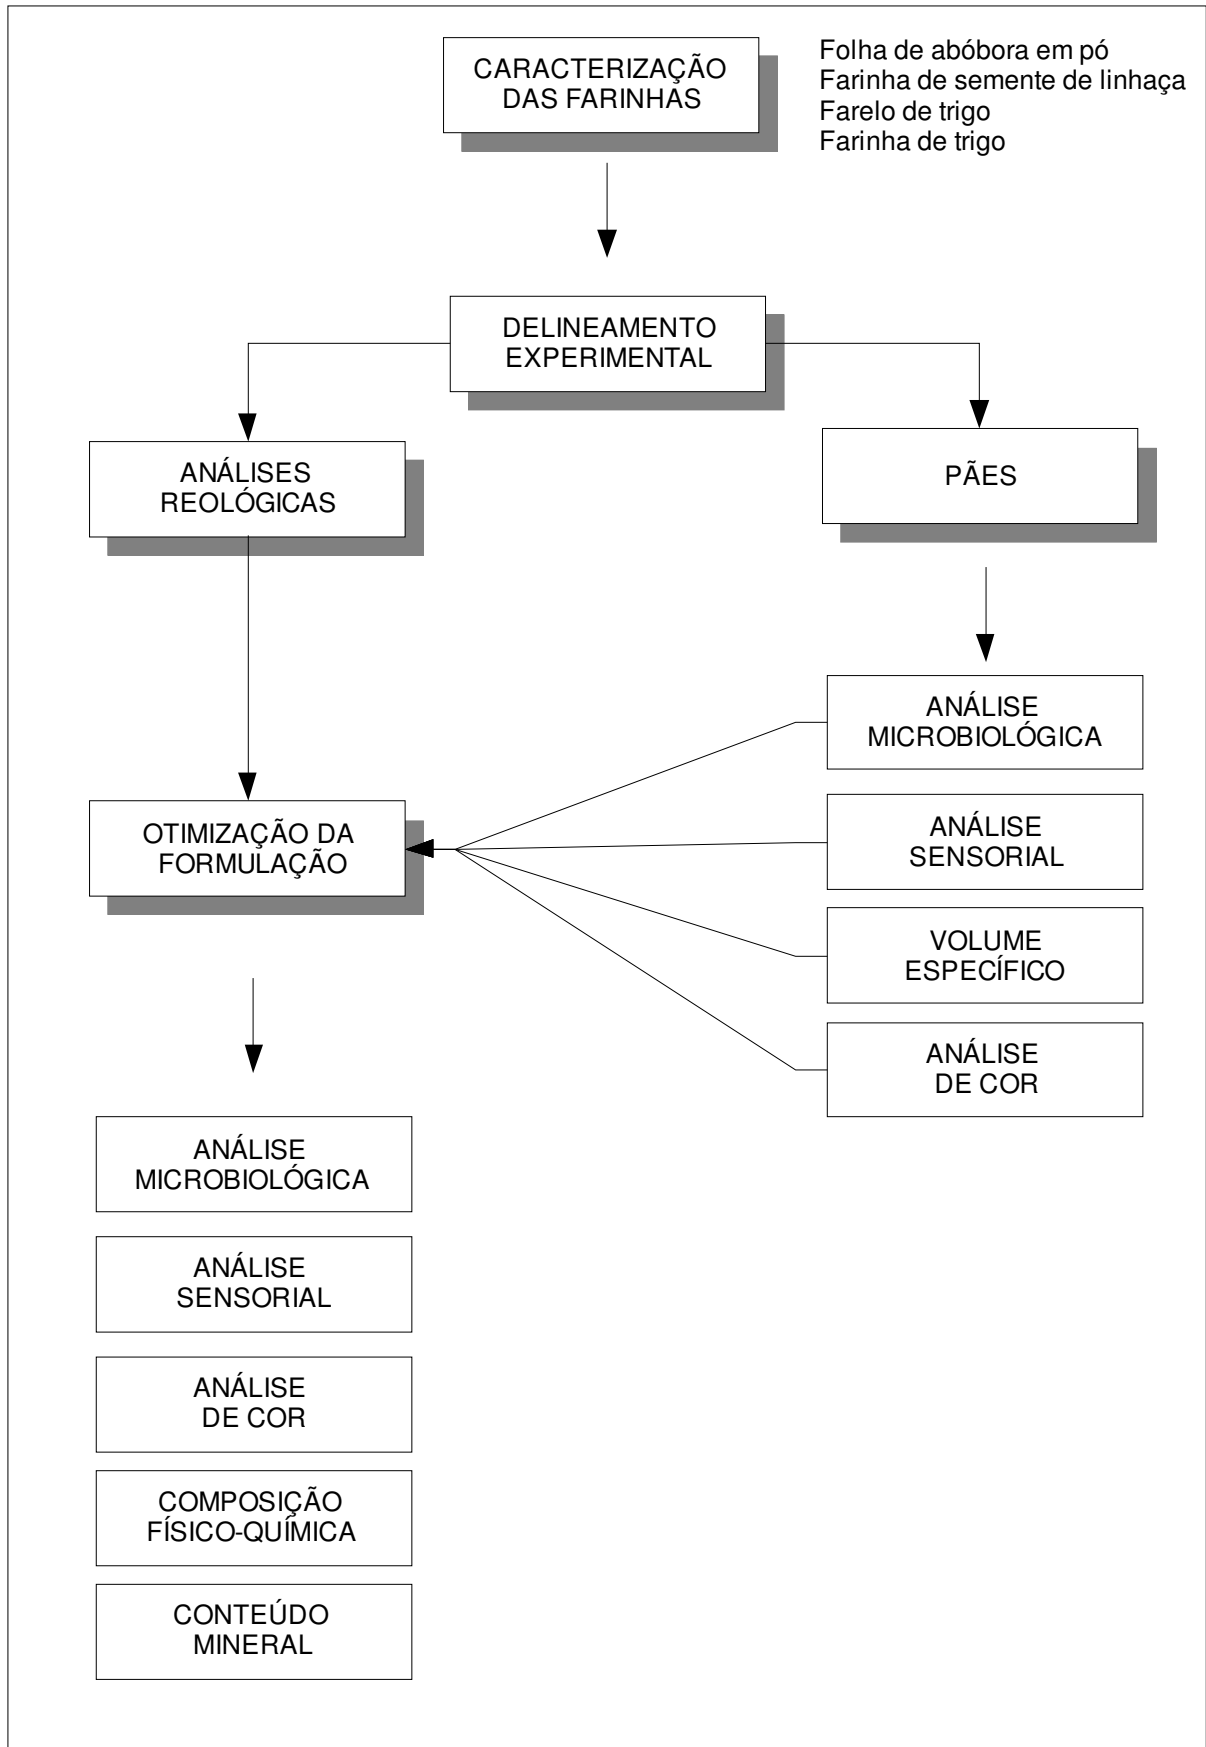 CARACTERIZAÇÃO
DAS FARINHAS
Folha de abóbora em pó
Farinha de semente de linhaça
Farelo de trigo
Farinha de trigo
DELINEAMENTO
EXPERIMENTAL
ANÁLISES
REOLÓGICAS
PÃES
ANÁLISE
MICROBIOLÓGICA
OTIMIZAÇÃO DA
FORMULAÇÃO
ANÁLISE
SENSORIAL
VOLUME
ESPECÍFICO
ANÁLISE
DE COR
ANÁLISE
MICROBIOLÓGICA
ANÁLISE
SENSORIAL
ANÁLISE
DE COR
COMPOSIÇÃO
FÍSICO-QUÍMICA
CONTEÚDO
MINERAL